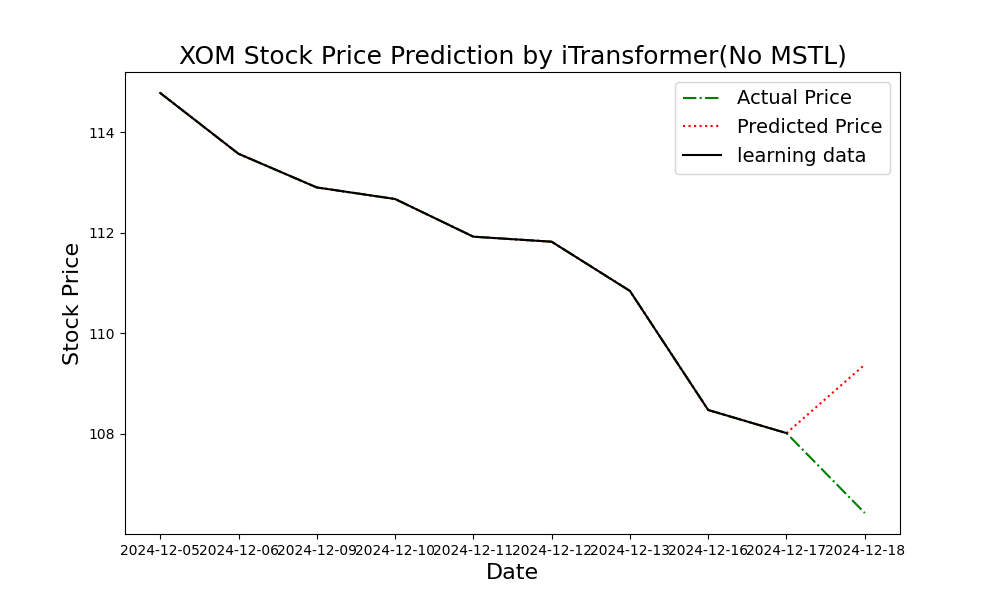 XOM Stock Price Prediction by iTransformer(No MSTL)
Actual Price
Predicted Price
learning data
Stock Price
114
112
110
108
2024-12-05 2024-12-06 2024-12-09 2024-12-10 2024-12-11 2024-12-12 2024-12-13 2024-12-16 2024-12-17 2024-12-18
Date